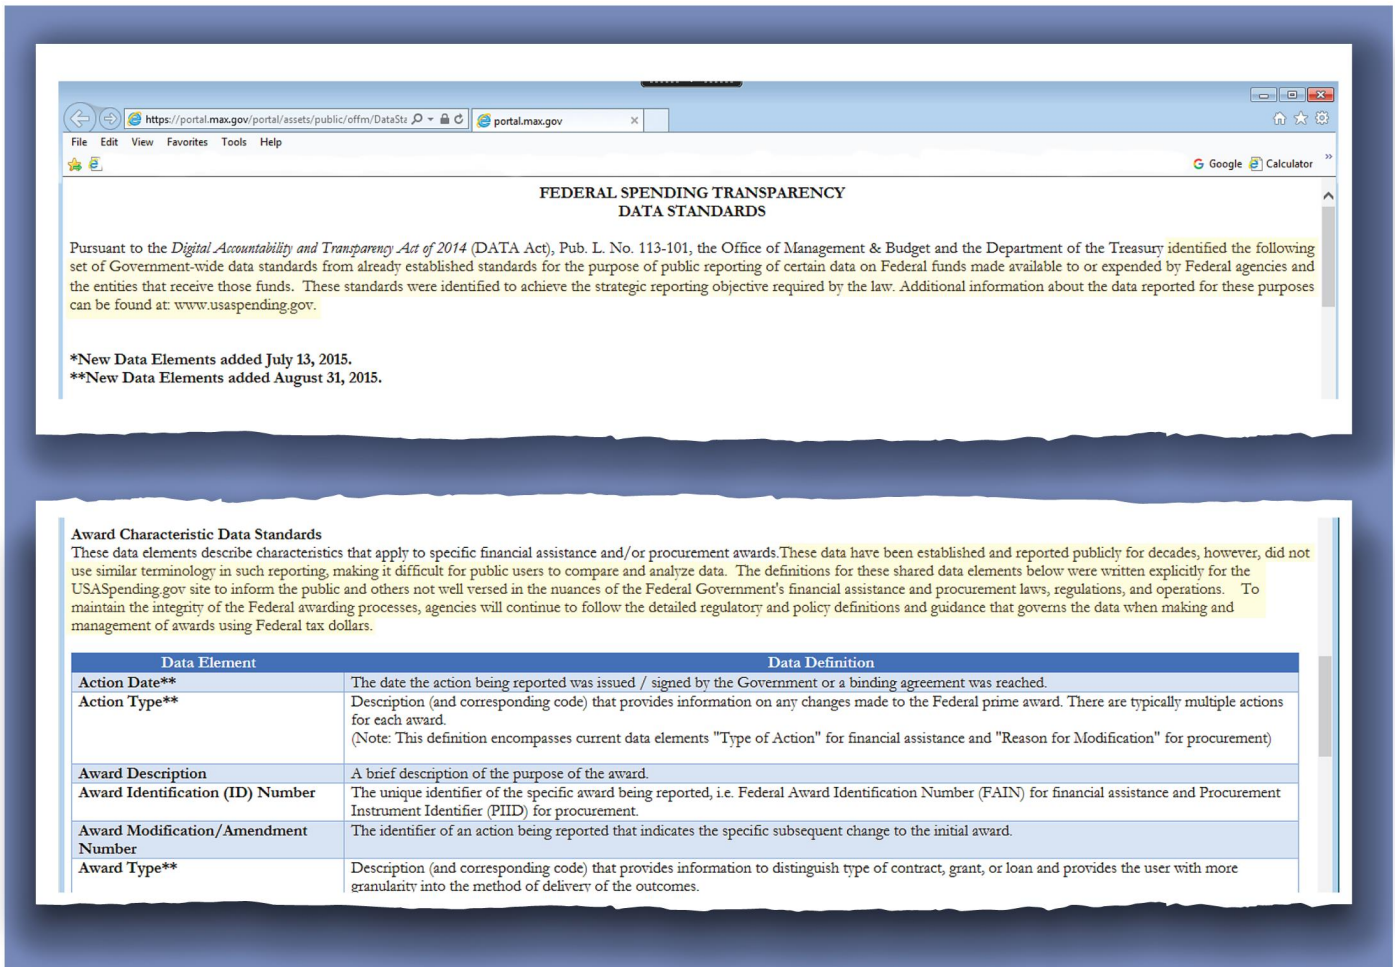 https://portal.max.gov/portal/assets/public/offm/DataSta
portal.max.gov
File Edit View Favorites Tools Help
Google Calculator
FEDERAL SPENDING TRANSPARENCY
DATA STANDARDS
Pursuant to the Digital Accountability and Transparency Act of 2014 (DATA Act), Pub. L. No. 113-101, the Office of Management & Budget and the Department of the Treasury identified the following
set of Government-wide data standards from already established standards for the purpose of public reporting of certain data on Federal funds made available to or expended by Federal agencies and
the entities that receive those funds. These standards were identified to achieve the strategic reporting objective required by the law. Additional information about the data reported for these purposes
can be found at: www.usaspending.gov.
*New Data Elements added July 13, 2015.
**New Data Elements added August 31, 2015.
Award Characteristic Data Standards
These data elements describe characteristics that apply to specific financial assistance and/or procurement awards.These data have been established and reported publicly for decades, however, did not
use similar terminology in such reporting, making it difficult for public users to compare and analyze data. The definitions for these shared data elements below were written explicitly for the
USASpending.gov site to inform the public and others not well versed in the nuances of the Federal Government's financial assistance and procurement laws, regulations, and operations. To
maintain the integrity of the Federal awarding processes, agencies will continue to follow the detailed regulatory and policy definitions and guidance that governs the data when making and
management of awards using Federal tax dollars.
Data Element Data Definition
Action Date** The date the action being reported was issued / signed by the Government or a binding agreement was reached.
Action Type** Description (and corresponding code) that provides information on any changes made to the Federal prime award. There are typically multiple actions
for each award.
(Note: This definition encompasses current data elements "Type of Action" for financial assistance and "Reason for Modification" for procurement)
Award Description A brief description of the purpose of the award.
Award Identification (ID) Number The unique identifier of the specific award being reported, i.e. Federal Award Identification Number (FAIN) for financial assistance and Procurement
Instrument Identifier (PIID) for procurement.
Award Modification/Amendment The identifier of an action being reported that indicates the specific subsequent change to the initial award.
Number
Award Type** Description (and corresponding code) that provides information to distinguish type of contract, grant, or loan and provides the user with more
granularity into the method of delivery of the outcomes.